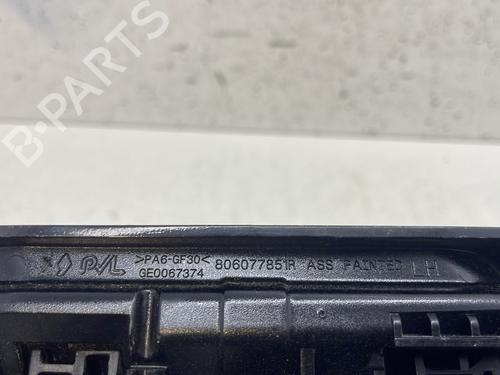 B-PARTS
>PA6-GF30< 806077851R ASS PAINTED LH
GE0067374